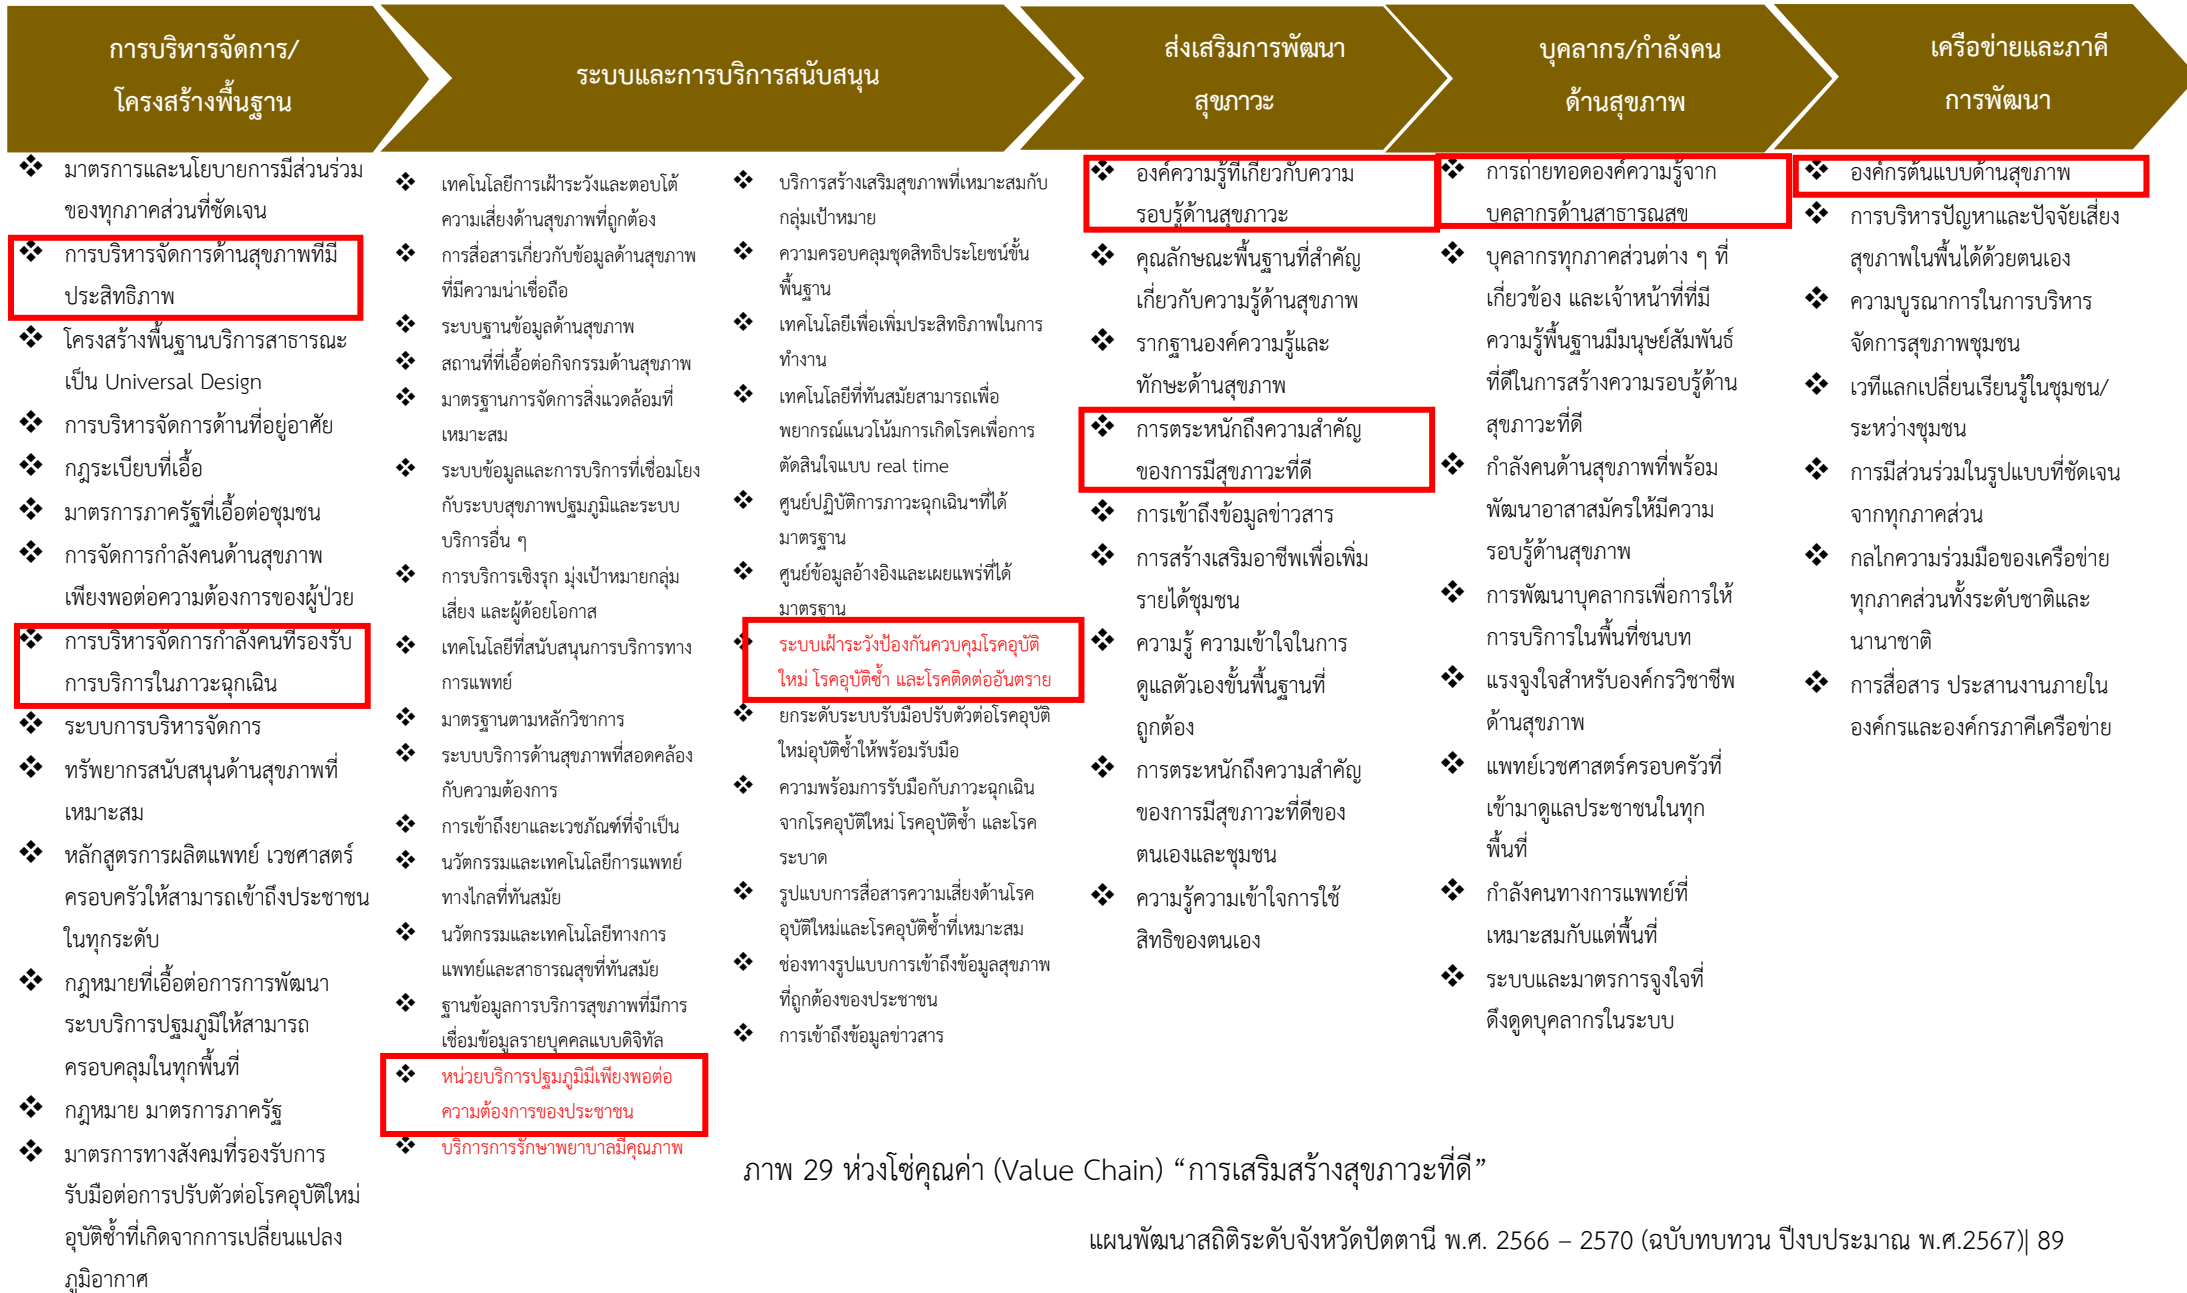 การบริหารจัดการ/
โครงสร้างพื้นฐาน
ระบบและการบริการสนับสนุน
ส่งเสริมการพัฒนา
สุขภาวะ
บุคลากร/กำลังคน
ด้านสุขภาพ
เครือข่ายและภาคี
การพัฒนา
❖ มาตรการและนโยบายการมีส่วนร่วม
ของทุกภาคส่วนที่ชัดเจน
❖ การบริหารจัดการด้านสุขภาพที่มี
ประสิทธิภาพ
❖ โครงสร้างพื้นฐานบริการสาธารณะ
เป็น Universal Design
❖ การบริหารจัดการด้านที่อยู่อาศัย
❖ กฎระเบียบที่เอื้อ
❖ มาตรการภาครัฐที่เอื้อต่อชุมชน
❖ การจัดการกำลังคนด้านสุขภาพ
เพียงพอต่อความต้องการของผู้ป่วย
❖ การบริหารจัดการกำลังคนที่รองรับ
การบริการในภาวะฉุกเฉิน
❖ ระบบการบริหารจัดการ
❖ ทรัพยากรสนับสนุนด้านสุขภาพที่
เหมาะสม
❖ หลักสูตรการผลิตแพทย์ เวชศาสตร์
ครอบครัวให้สามารถเข้าถึงประชาชน
ในทุกระดับ
❖ กฎหมายที่เอื้อต่อการการพัฒนา
ระบบบริการปฐมภูมิให้สามารถ
ครอบคลุมในทุกพื้นที่
❖ กฎหมาย มาตรการภาครัฐ
❖ มาตรการทางสังคมที่รองรับการ
รับมือต่อการปรับตัวต่อโรคอุบัติใหม่
อุบัติซ้ำที่เกิดจากการเปลี่ยนแปลง
ภูมิอากาศ
❖ เทคโนโลยีการเฝ้าระวังและตอบโต้
ความเสี่ยงด้านสุขภาพที่ถูกต้อง
❖ การสื่อสารเกี่ยวกับข้อมูลด้านสุขภาพ
ที่มีความน่าเชื่อถือ
❖ ระบบฐานข้อมูลด้านสุขภาพ
❖ สถานที่ที่เอื้อต่อกิจกรรมด้านสุขภาพ
❖ มาตรฐานการจัดการสิ่งแวดล้อมที่
เหมาะสม
❖ ระบบข้อมูลและการบริการที่เชื่อมโยง
กับระบบสุขภาพปฐมภูมิและระบบ
บริการอื่น ๆ
❖ การบริการเชิงรุก มุ่งเป้าหมายกลุ่ม
เสี่ยง และผู้ด้อยโอกาส
❖ เทคโนโลยีที่สนับสนุนการบริการทาง
การแพทย์
❖ มาตรฐานตามหลักวิชาการ
❖ ระบบบริการด้านสุขภาพที่สอดคล้อง
กับความต้องการ
❖ การเข้าถึงยาและเวชภัณฑ์ที่จำเป็น
❖ นวัตกรรมและเทคโนโลยีการแพทย์
ทางไกลที่ทันสมัย
❖ นวัตกรรมและเทคโนโลยีทางการ
แพทย์และสาธารณสุขที่ทันสมัย
❖ ฐานข้อมูลการบริการสุขภาพที่มีการ
เชื่อมข้อมูลรายบุคคลแบบดิจิทัล
❖ หน่วยบริการปฐมภูมิมีเพียงพอต่อ
ความต้องการของประชาชน
❖ บริการการรักษาพยาบาลมีคุณภาพ
❖ บริการสร้างเสริมสุขภาพที่เหมาะสมกับ
กลุ่มเป้าหมาย
❖ ความครอบคลุมชุดสิทธิประโยชน์ขั้น
พื้นฐาน
❖ เทคโนโลยีเพื่อเพิ่มประสิทธิภาพในการ
ทำงาน
❖ เทคโนโลยีที่ทันสมัยสามารถเพื่อ
พยากรณ์แนวโน้มการเกิดโรคเพื่อการ
ตัดสินใจแบบ real time
❖ ศูนย์ปฏิบัติการภาวะฉุกเฉินฯที่ได้
มาตรฐาน
❖ ศูนย์ข้อมูลอ้างอิงและเผยแพร่ที่ได้
มาตรฐาน
❖ ระบบเฝ้าระวังป้องกันควบคุมโรคอุบัติ
ใหม่ โรคอุบัติซ้ำ และโรคติดต่ออันตราย
❖ ยกระดับระบบรับมือปรับตัวต่อโรคอุบัติ
ใหม่อุบัติซ้ำให้พร้อมรับมือ
❖ ความพร้อมการรับมือกับภาวะฉุกเฉิน
จากโรคอุบัติใหม่ โรคอุบัติซ้ำ และโรค
ระบาด
❖ รูปแบบการสื่อสารความเสี่ยงด้านโรค
อุบัติใหม่และโรคอุบัติซ้ำที่เหมาะสม
❖ ช่องทางรูปแบบการเข้าถึงข้อมูลสุขภาพ
ที่ถูกต้องของประชาชน
❖ การเข้าถึงข้อมูลข่าวสาร
❖ องค์ความรู้ที่เกี่ยวกับความ
รอบรู้ด้านสุขภาวะ
❖ คุณลักษณะพื้นฐานที่สำคัญ
เกี่ยวกับความรู้ด้านสุขภาพ
❖ รากฐานองค์ความรู้และ
ทักษะด้านสุขภาพ
❖ การตระหนักถึงความสำคัญ
ของการมีสุขภาวะที่ดี
❖ การเข้าถึงข้อมูลข่าวสาร
❖ การสร้างเสริมอาชีพเพื่อเพิ่ม
รายได้ชุมชน
❖ ความรู้ ความเข้าใจในการ
ดูแลตัวเองขั้นพื้นฐานที่
ถูกต้อง
❖ การตระหนักถึงความสำคัญ
ของการมีสุขภาวะที่ดีของ
ตนเองและชุมชน
❖ ความรู้ความเข้าใจการใช้
สิทธิของตนเอง
❖ การถ่ายทอดองค์ความรู้จาก
บุคลากรด้านสาธารณสุข
❖ บุคลากรทุกภาคส่วนต่าง ๆ ที่
เกี่ยวข้อง และเจ้าหน้าที่ที่มี
ความรู้พื้นฐานมีมนุษย์สัมพันธ์
ที่ดีในการสร้างความรอบรู้ด้าน
สุขภาวะที่ดี
❖ กำลังคนด้านสุขภาพที่พร้อม
พัฒนาอาสาสมัครให้มีความ
รอบรู้ด้านสุขภาพ
❖ การพัฒนาบุคลากรเพื่อการให้
การบริการในพื้นที่ชนบท
❖ แรงจูงใจสำหรับองค์กรวิชาชีพ
ด้านสุขภาพ
❖ แพทย์เวชศาสตร์ครอบครัวที่
เข้ามาดูแลประชาชนในทุก
พื้นที่
❖ กำลังคนทางการแพทย์ที่
เหมาะสมกับแต่พื้นที่
❖ ระบบและมาตรการจูงใจที่
ดึงดูดบุคลากรในระบบ
❖ องค์กรต้นแบบด้านสุขภาพ
❖ การบริหารปัญหาและปัจจัยเสี่ยง
สุขภาพในพื้นได้ด้วยตนเอง
❖ ความบูรณาการในการบริหาร
จัดการสุขภาพชุมชน
❖ เวทีแลกเปลี่ยนเรียนรู้ในชุมชน/
ระหว่างชุมชน
❖ การมีส่วนร่วมในรูปแบบที่ชัดเจน
จากทุกภาคส่วน
❖ กลไกความร่วมมือของเครือข่าย
ทุกภาคส่วนทั้งระดับชาติและ
นานาชาติ
❖ การสื่อสาร ประสานงานภายใน
องค์กรและองค์กรภาคีเครือข่าย
ภาพ 29 ห่วงโซ่คุณค่า (Value Chain) “การเสริมสร้างสุขภาวะที่ดี”
แผนพัฒนาสถิติระดับจังหวัดปัตตานี พ.ศ. 2566 – 2570 (ฉบับทบทวน ปีงบประมาณ พ.ศ.2567)| 89